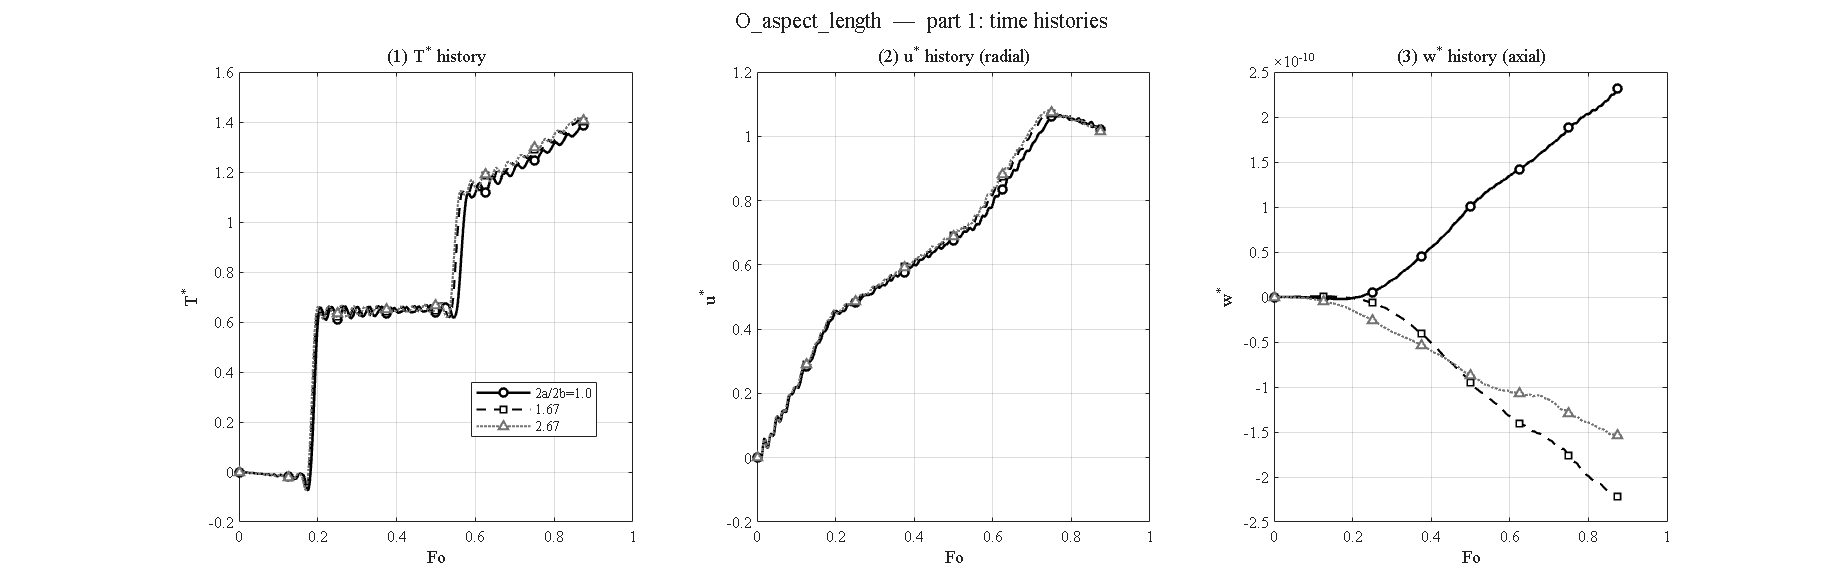 O_aspect_length — part 1: time histories
(1) T* history
1.6
1.4
1.2
1
0.8
0.6
0.4
0.2
0
-0.2
T*
0 0.2 0.4 0.6 0.8 1
Fo
2a/2b=1.0
1.67
2.67
(2) u* history (radial)
1.2
1
0.8
0.6
0.4
0.2
0
-0.2
u*
0 0.2 0.4 0.6 0.8 1
Fo
(3) w* history (axial)
×10-10
2.5
2
1.5
1
0.5
0
-0.5
-1
-1.5
-2
-2.5
w*
0 0.2 0.4 0.6 0.8 1
Fo